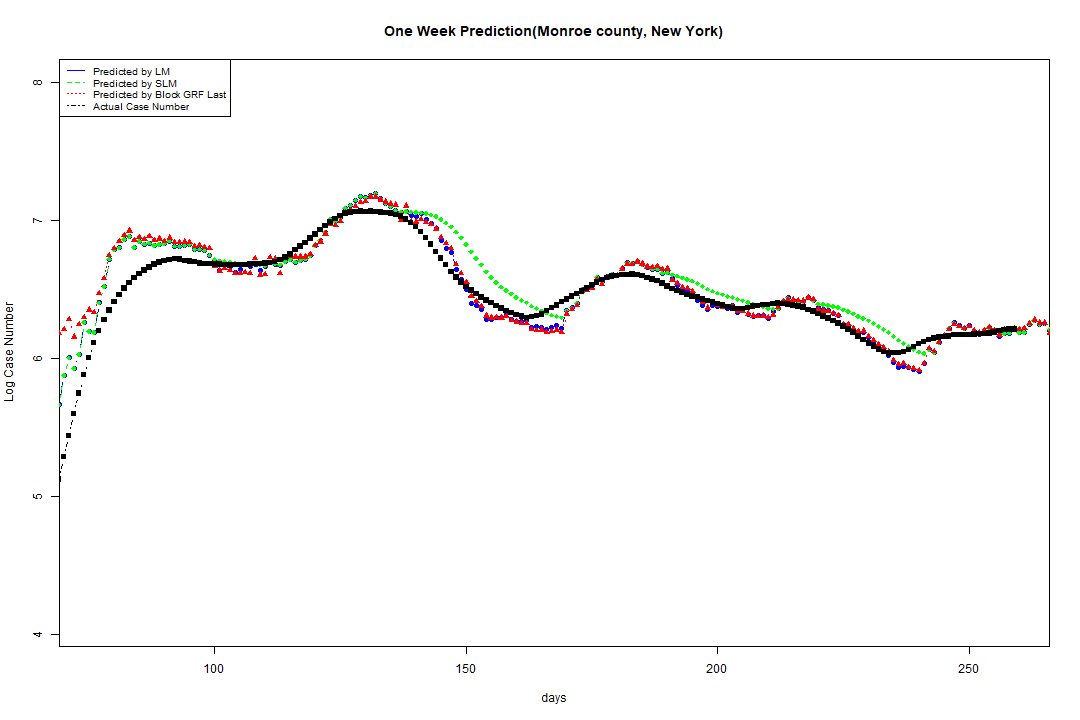 One Week Prediction(Monroe county, New York)
Predicted by LM
Predicted by SLM
Predicted by Block GRF Last
Actual Case Number
8
7
6
5
4
Log Case Number
100 150 200 250
days